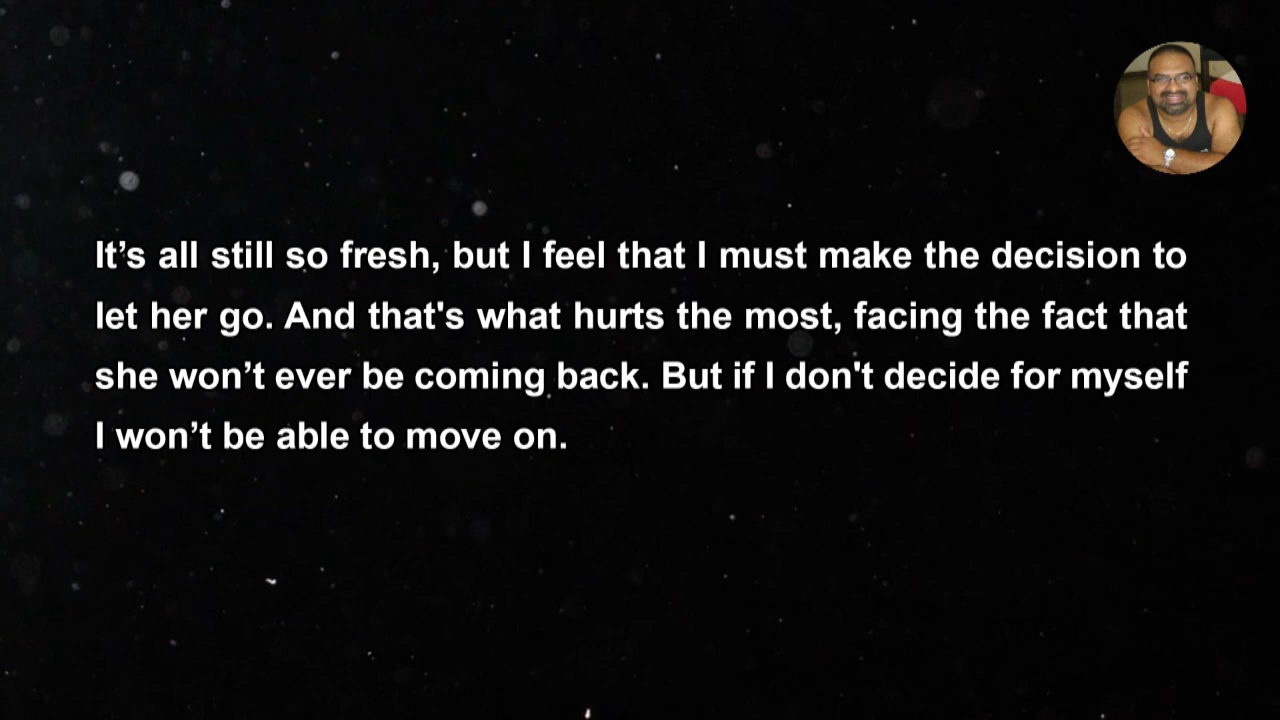 It’s all still so fresh, but I feel that I must make the decision to
let her go. And that's what hurts the most, facing the fact that
she won’t ever be coming back. But if I don't decide for myself
I won’t be able to move on.